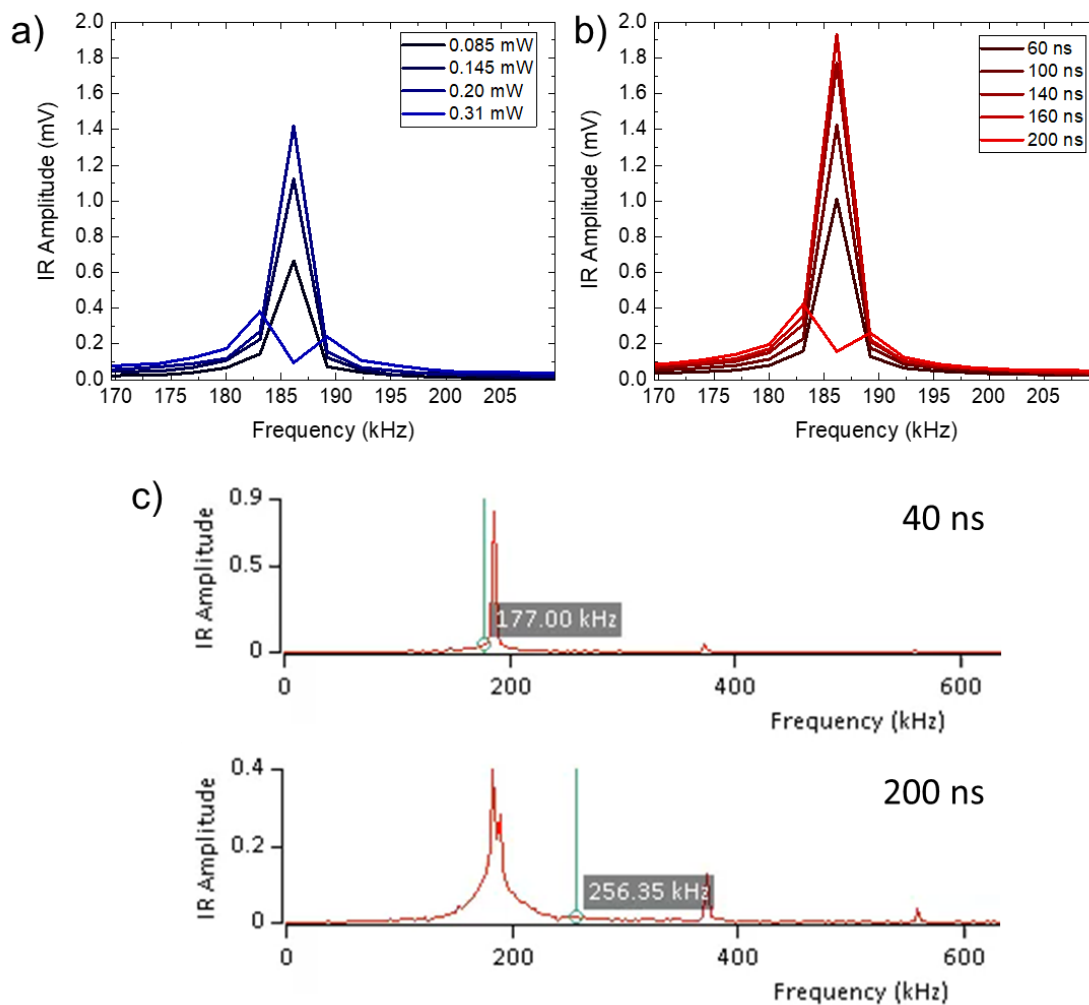 a)
0.085 mW
0.145 mW
0.20 mW
0.31 mW
IR Amplitude (mV)
2.0
1.8
1.6
1.4
1.2
1.0
0.8
0.6
0.4
0.2
0.0
170 175 180 185 190 195 200 205
Frequency (kHz)
b)
60 ns
100 ns
140 ns
160 ns
200 ns
IR Amplitude (mV)
2.0
1.8
1.6
1.4
1.2
1.0
0.8
0.6
0.4
0.2
0.0
170 175 180 185 190 195 200 205
Frequency (kHz)
c)
40 ns
IR Amplitude
0.9
0.5
0
177.00 kHz
0 200 400 600
Frequency (kHz)
200 ns
IR Amplitude
0.4
0.2
0
256.35 kHz
0 200 400 600
Frequency (kHz)